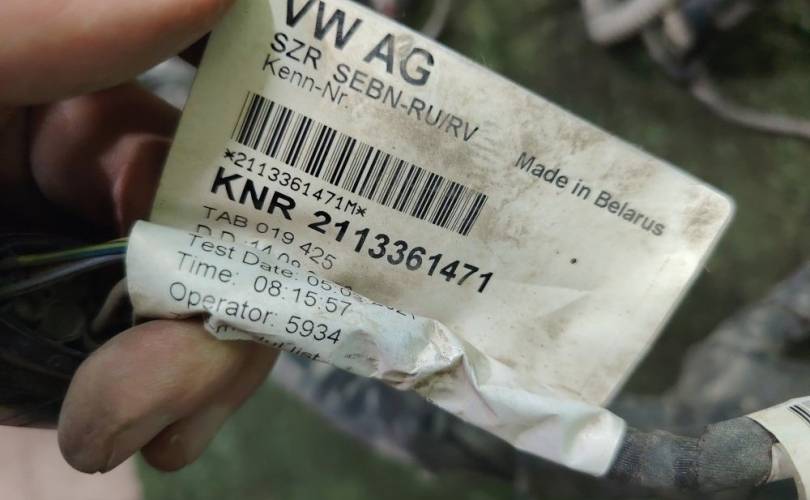 VW AG
SZR SEBN-RU/RV
Kenn-Nr.
Made in Belarus
*2113361471M*
KNR 2113361471
TAB 019 425
Test Date:
Time: 08:15:57
Operator: 5934